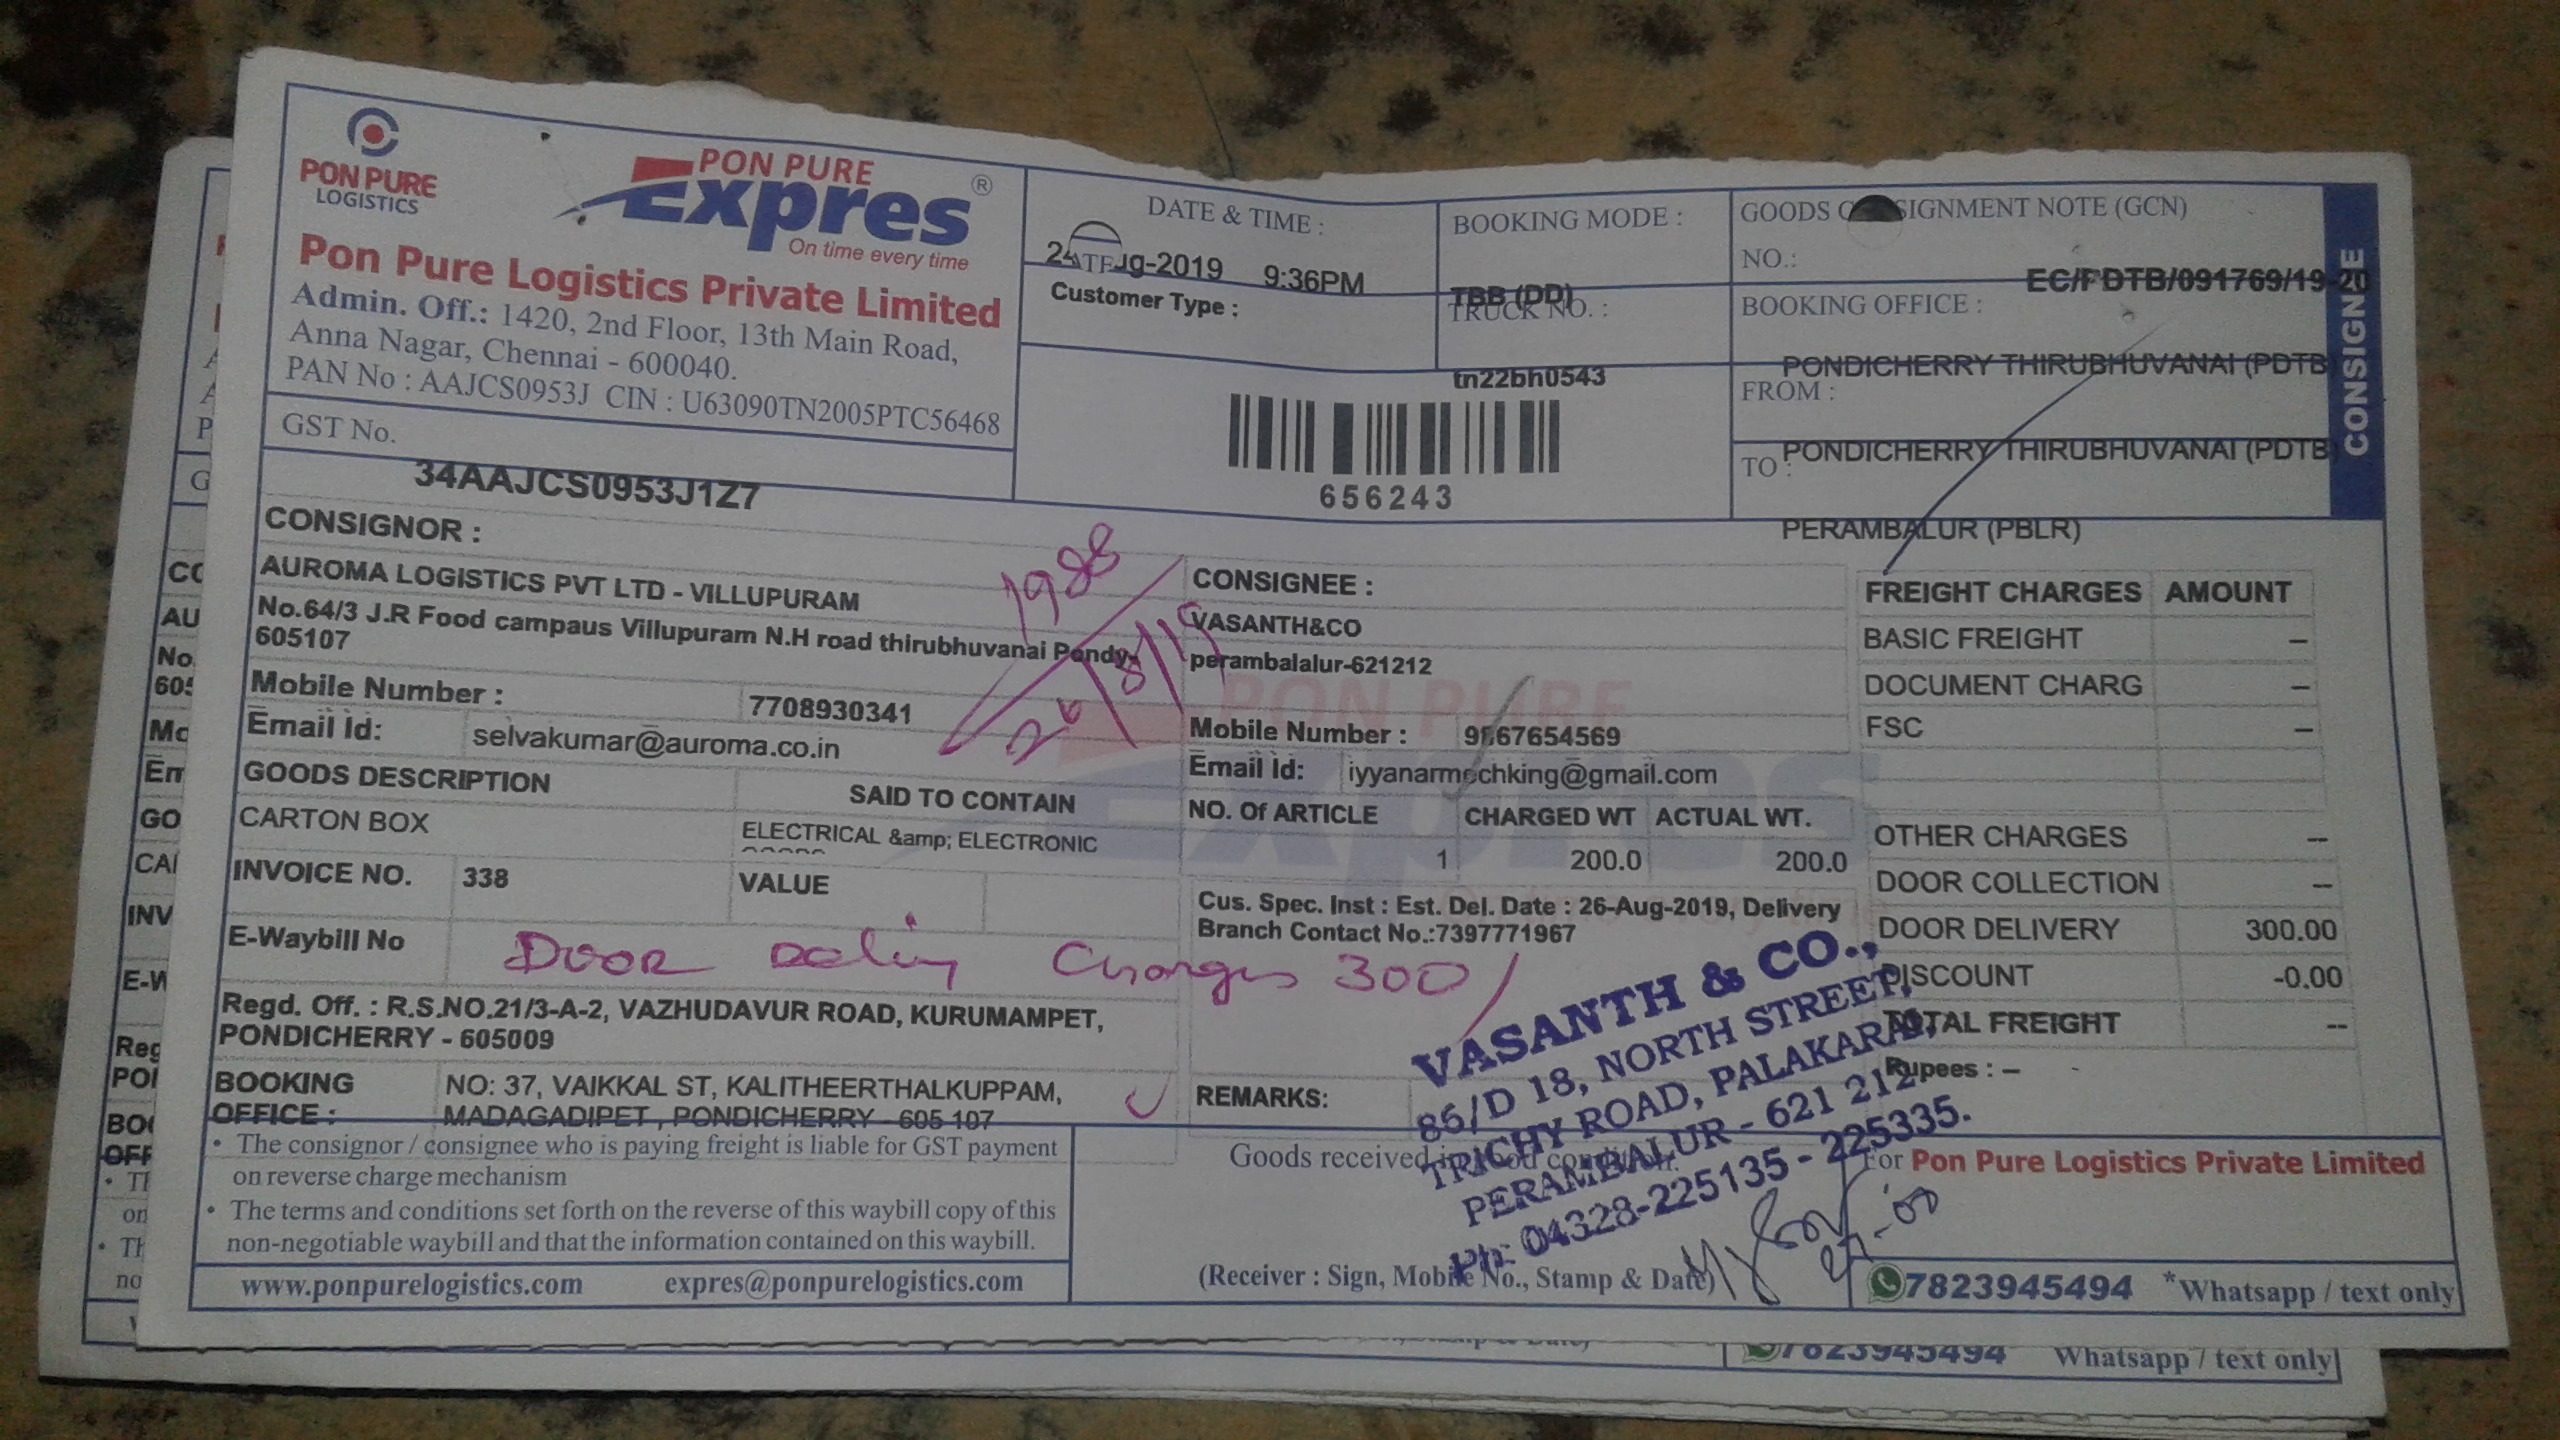 PON PURE
LOGISTICS
PON PURE
Expres
®
On time every time
Pon Pure Logistics Private Limited
Admin. Off.: 1420, 2nd Floor, 13th Main Road,
Anna Nagar, Chennai - 600040.
PAN No : AAJCS0953J CIN : U63090TN2005PTC56468
GST No.
34AAJCS0953J1Z7
DATE & TIME :
9:36PM
Customer Type :
BOOKING MODE :
TBB (DD)
TRUCK NO. :
tn22bh0543
656243
GOODS NOTE (GCN)
NO.:
BOOKING OFFICE :
PONDICHERRY THIRUBHUVANAI (PDTB
FROM :
PONDICHERRY THIRUBHUVANAI (PDTB
TO :
PERAMBALUR (PBLR)
CONSIGNEE
CONSIGNOR :
AUROMA LOGISTICS PVT LTD - VILLUPURAM
No.64/3 J.R Food campaus Villupuram N.H road thirubhuvanai Pondy-
605107
Mobile Number : 7708930341
Email Id: selvakumar@auroma.co.in
1988
GOODS DESCRIPTION SAID TO CONTAIN
CARTON BOX ELECTRICAL &amp; ELECTRONIC
INVOICE NO. 338 VALUE
E-Waybill No
Door Charges 300/
Regd. Off. : R.S.NO.21/3-A-2, VAZHUDAVUR ROAD, KURUMAMPET,
PONDICHERRY - 605009
BOOKING OFFICE : NO: 37, VAIKKAL ST, KALITHEERTHALKUPPAM,
MADAGADIPET , PONDICHERRY - 605 107
CONSIGNEE :
VASANTH&CO
perambalalur-621212
Mobile Number :
Email Id: iyyanarmechking@gmail.com
NO. Of ARTICLE CHARGED WT ACTUAL WT.
1 200.0 200.0
Cus. Spec. Inst : Est. Del. Date : 26-Aug-2019, Delivery
Branch Contact No.:7397771967
REMARKS:
FREIGHT CHARGES AMOUNT
BASIC FREIGHT –
DOCUMENT CHARG –
FSC –
OTHER CHARGES --
DOOR COLLECTION --
DOOR DELIVERY 300.00
DISCOUNT -0.00
TOTAL FREIGHT --
Rupees : –
VASANTH & CO.,
86/D 18, NORTH STREET,
TRICHY ROAD, PALAKARAI,
PERAMBALUR - 621 212
Ph: 04328-225135 - 225335.
• The consignor / consignee who is paying freight is liable for GST payment
on reverse charge mechanism
• The terms and conditions set forth on the reverse of this waybill copy of this
non-negotiable waybill and that the information contained on this waybill.
www.ponpurelogistics.com expres@ponpurelogistics.com
Goods received in good condition.
(Receiver : Sign, Mobile No., Stamp & Date)
For Pon Pure Logistics Private Limited
7823945494 *Whatsapp / text only
7823945494 Whatsapp / text only